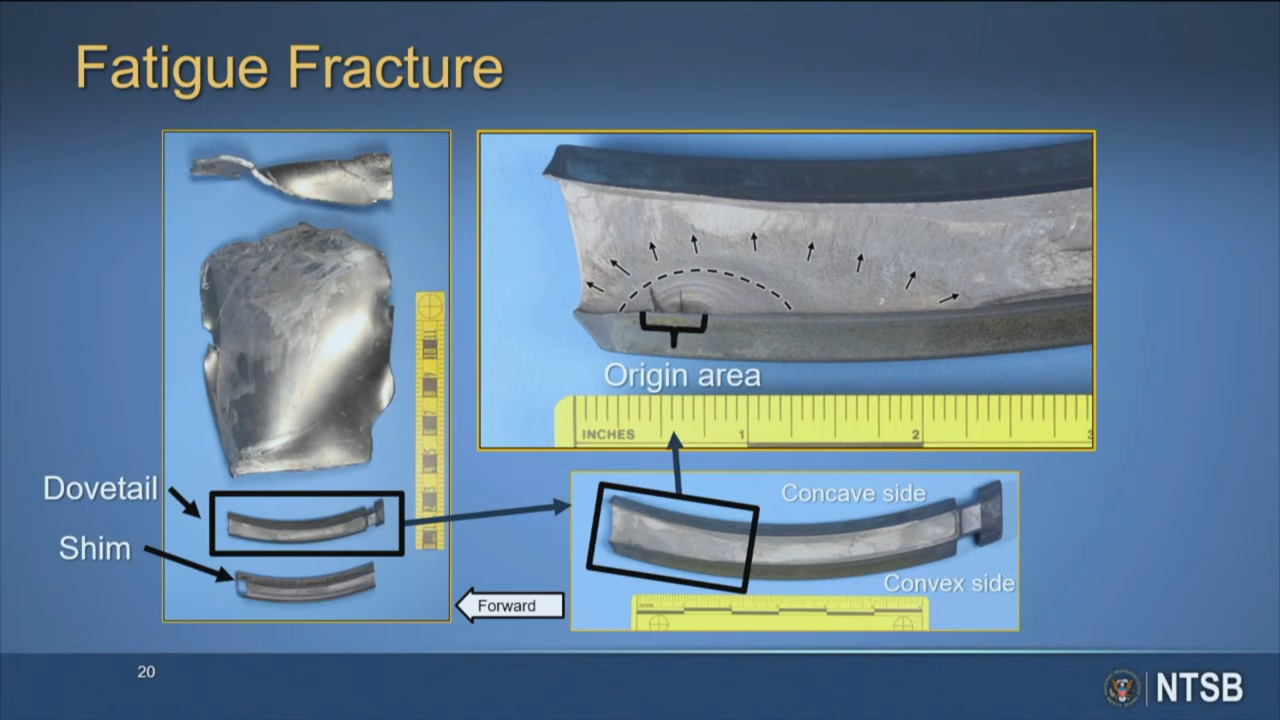 Fatigue Fracture
Origin area
INCHES
1
2
3
Dovetail
Shim
Concave side
Convex side
Forward
20
NTSB